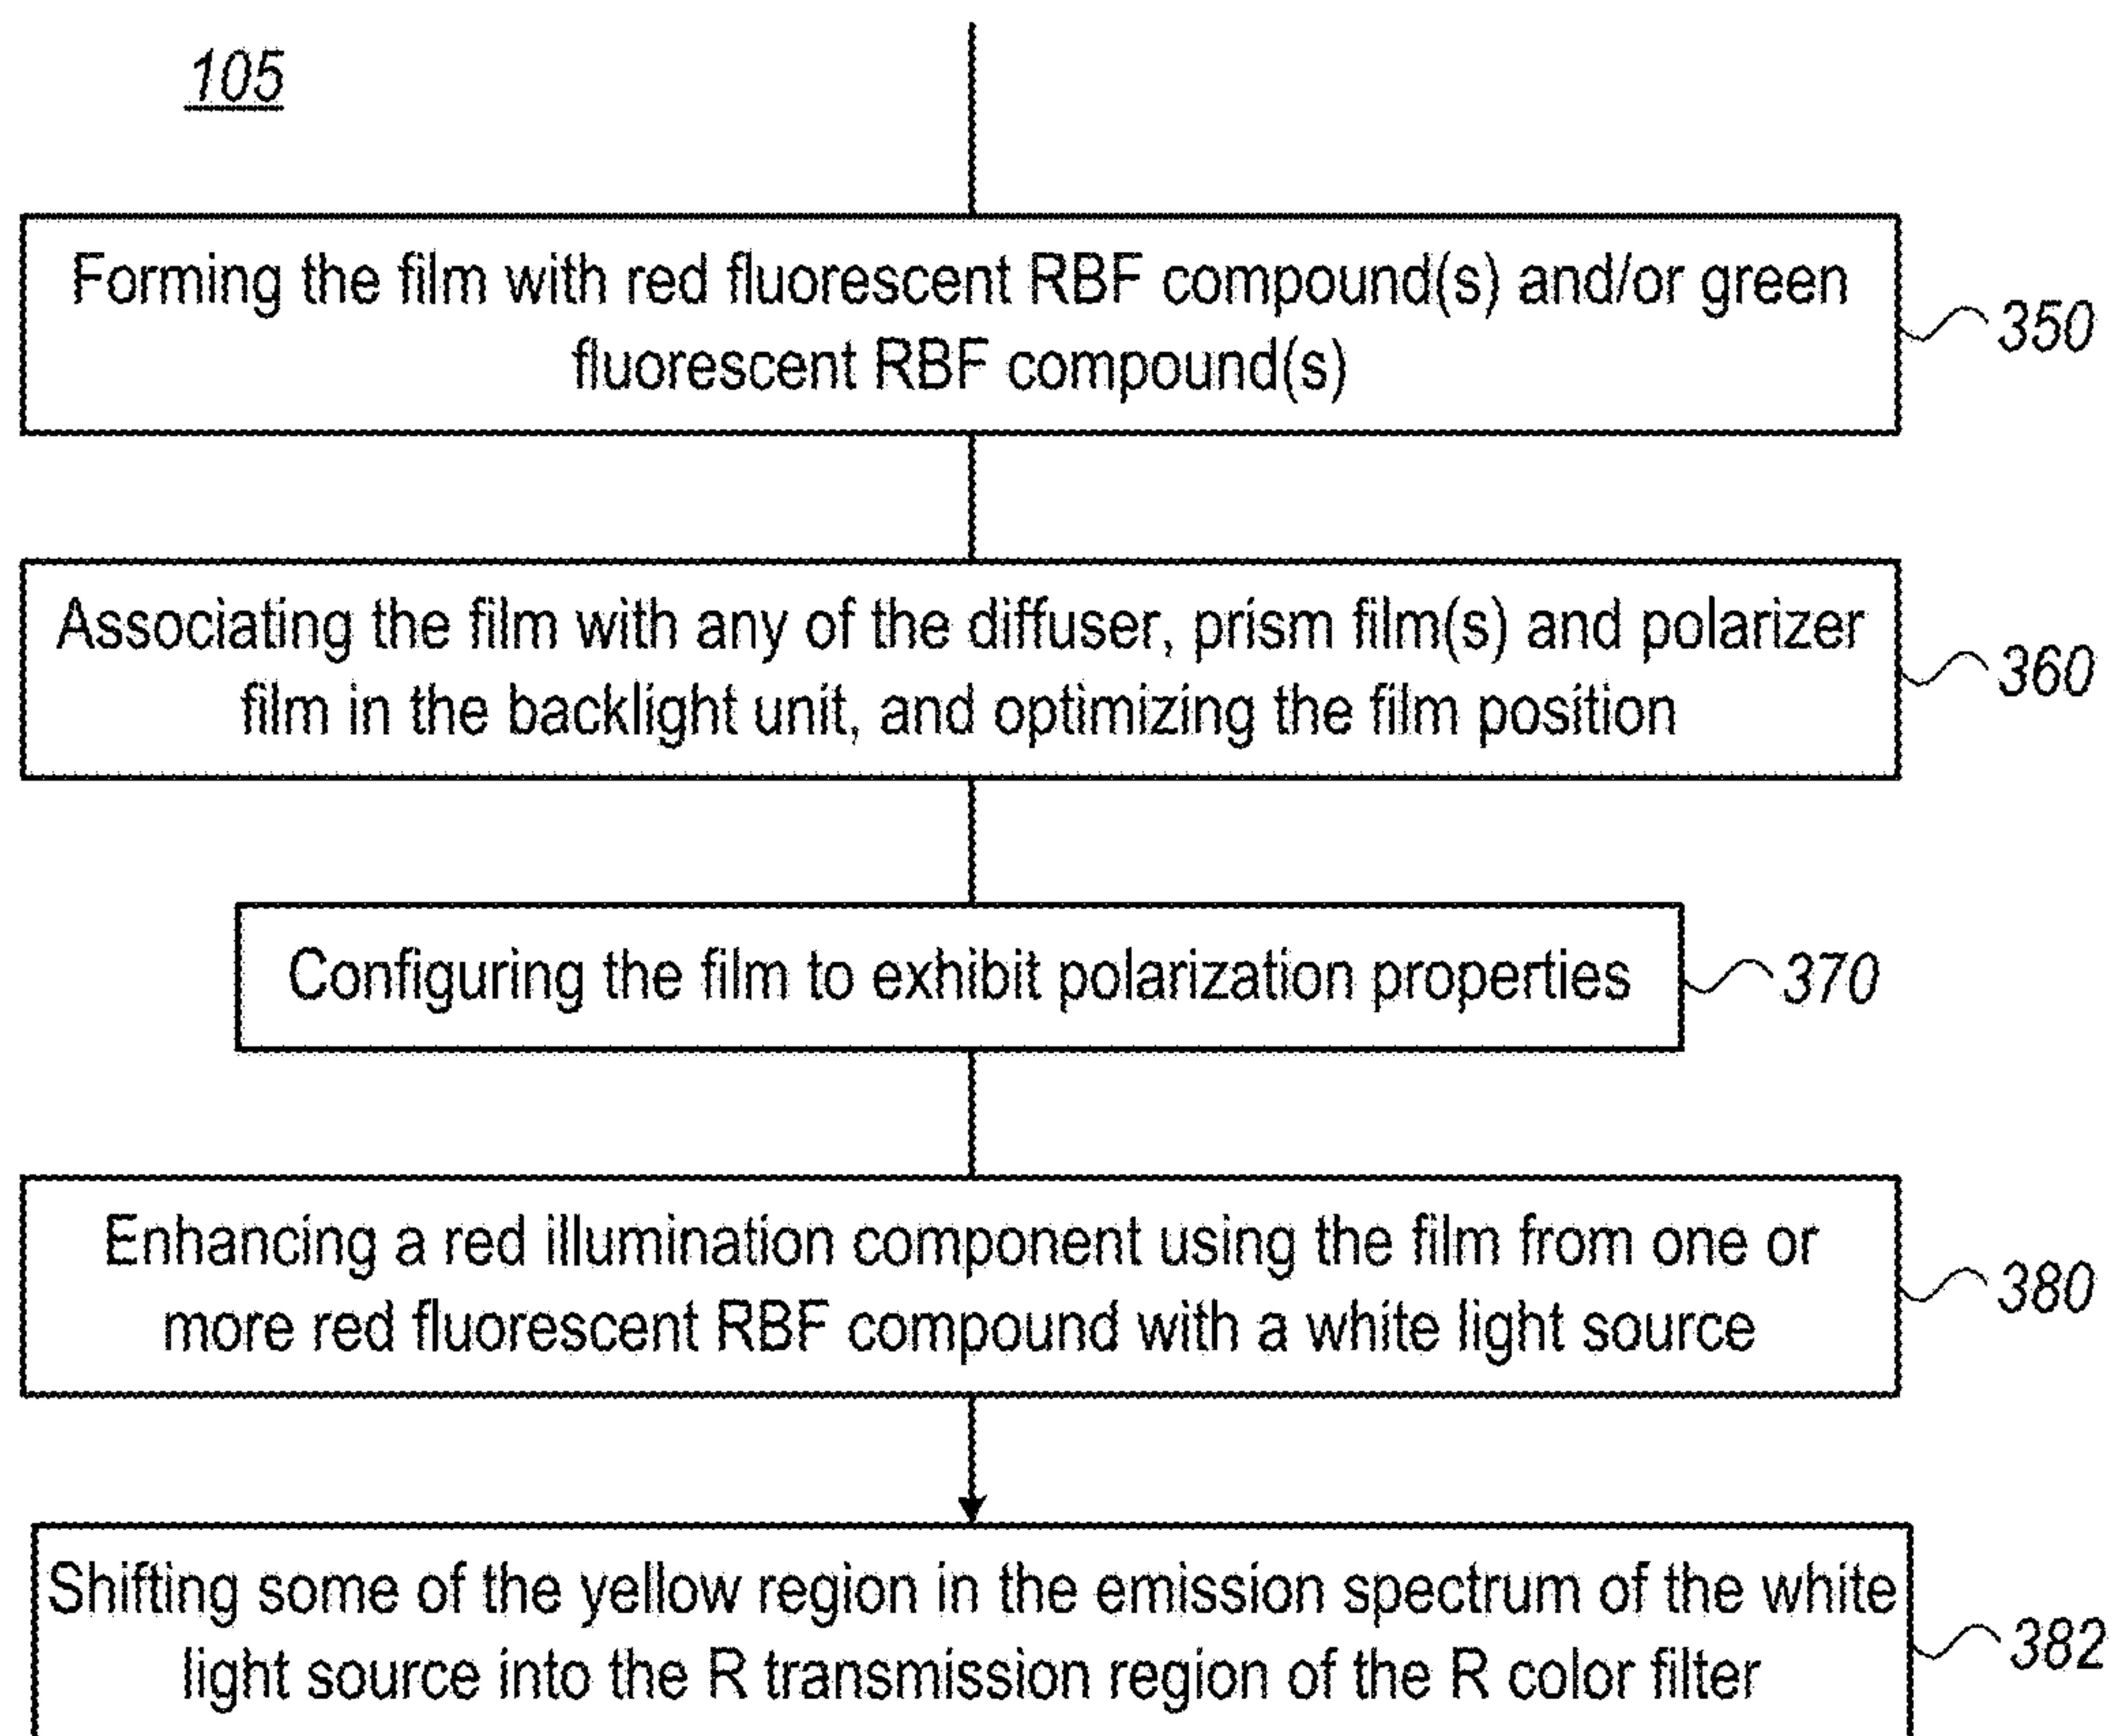 105
Forming the film with red fluorescent RBF compound(s) and/or green
fluorescent RBF compound(s)
350
Associating the film with any of the diffuser, prism film(s) and polarizer
film in the backlight unit, and optimizing the film position
360
Configuring the film to exhibit polarization properties
370
Enhancing a red illumination component using the film from one or
more red fluorescent RBF compound with a white light source
380
Shifting some of the yellow region in the emission spectrum of the white
light source into the R transmission region of the R color filter
382